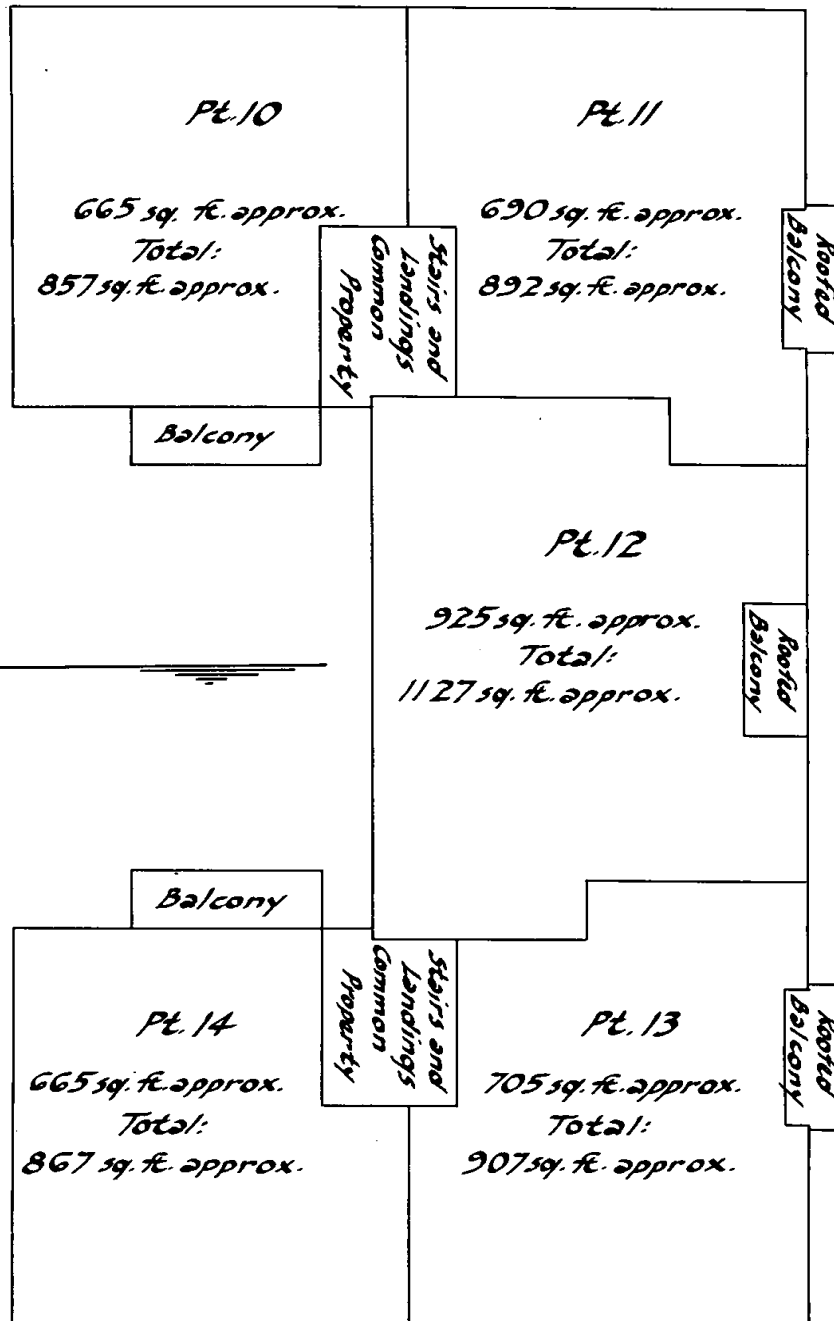 Pt.10
665 sq. ft. approx.
Total:
857 sq. ft. approx.
Pt.11
690 sq. ft. approx.
Total:
892 sq. ft. approx.
Stairs and
Landings
Common
Property
Roofed
Balcony
Balcony
Pt.12
925 sq. ft. approx.
Total:
1127 sq. ft. approx.
Roofed
Balcony
Balcony
Stairs and
Landings
Common
Property
Pt.14
665 sq. ft. approx.
Total:
867 sq. ft. approx.
Pt.13
705 sq. ft. approx.
Total:
907 sq. ft. approx.
Roofed
Balcony